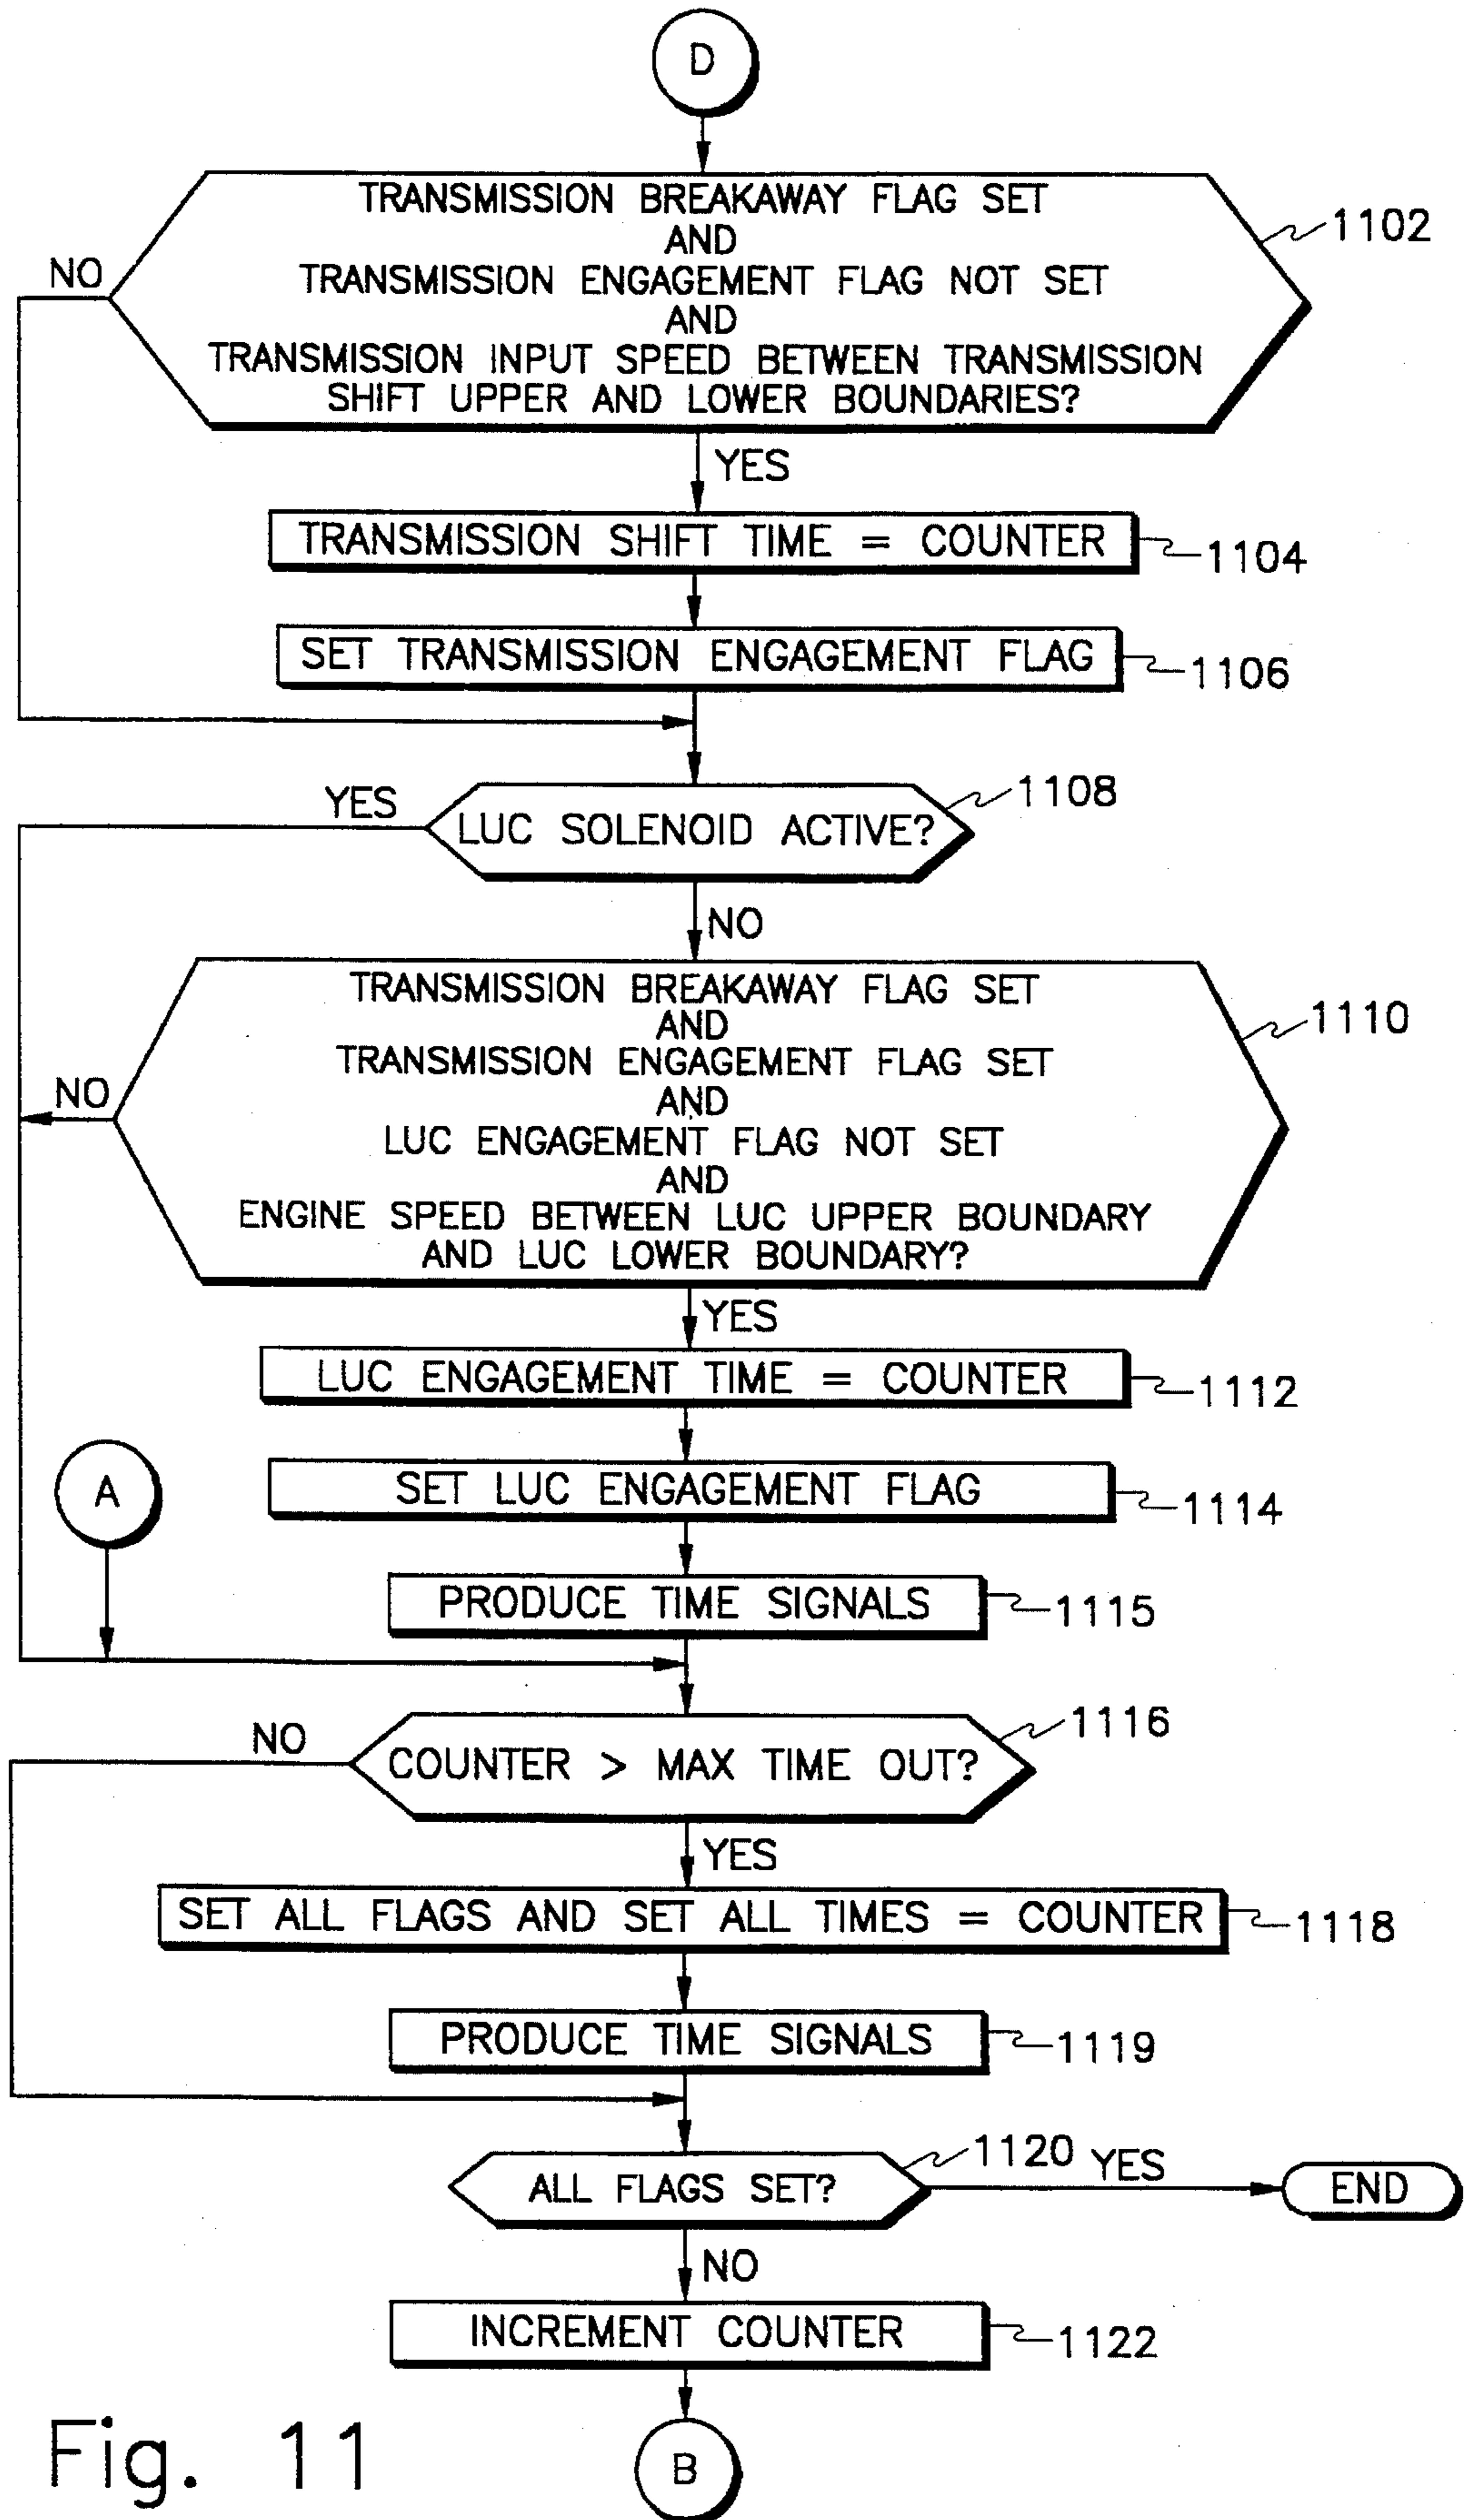 D
TRANSMISSION BREAKAWAY FLAG SET
AND
TRANSMISSION ENGAGEMENT FLAG NOT SET
AND
TRANSMISSION INPUT SPEED BETWEEN TRANSMISSION
SHIFT UPPER AND LOWER BOUNDARIES?
1102
NO
YES
TRANSMISSION SHIFT TIME = COUNTER
1104
SET TRANSMISSION ENGAGEMENT FLAG
1106
YES
LUC SOLENOID ACTIVE?
1108
NO
TRANSMISSION BREAKAWAY FLAG SET
AND
TRANSMISSION ENGAGEMENT FLAG SET
AND
LUC ENGAGEMENT FLAG NOT SET
AND
ENGINE SPEED BETWEEN LUC UPPER BOUNDARY
AND LUC LOWER BOUNDARY?
1110
NO
YES
LUC ENGAGEMENT TIME = COUNTER
1112
A
SET LUC ENGAGEMENT FLAG
1114
PRODUCE TIME SIGNALS
1115
NO
COUNTER > MAX TIME OUT?
1116
YES
SET ALL FLAGS AND SET ALL TIMES = COUNTER
1118
PRODUCE TIME SIGNALS
1119
ALL FLAGS SET?
1120
YES
END
NO
INCREMENT COUNTER
1122
B
Fig. 11